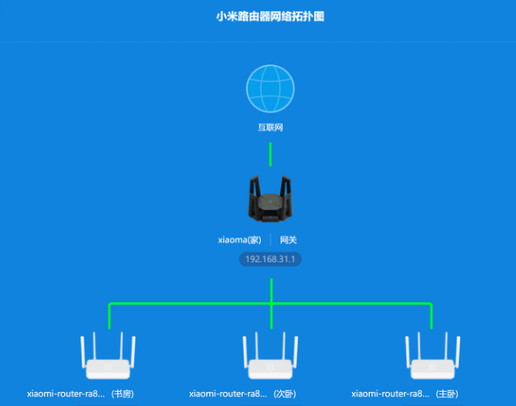 小米路由器网络拓扑图
互联网
xiaoma(家) 网关
192.168.31.1
xiaomi-router-ra8... (书房) xiaomi-router-ra8... (次卧) xiaomi-router-ra8... (主卧)